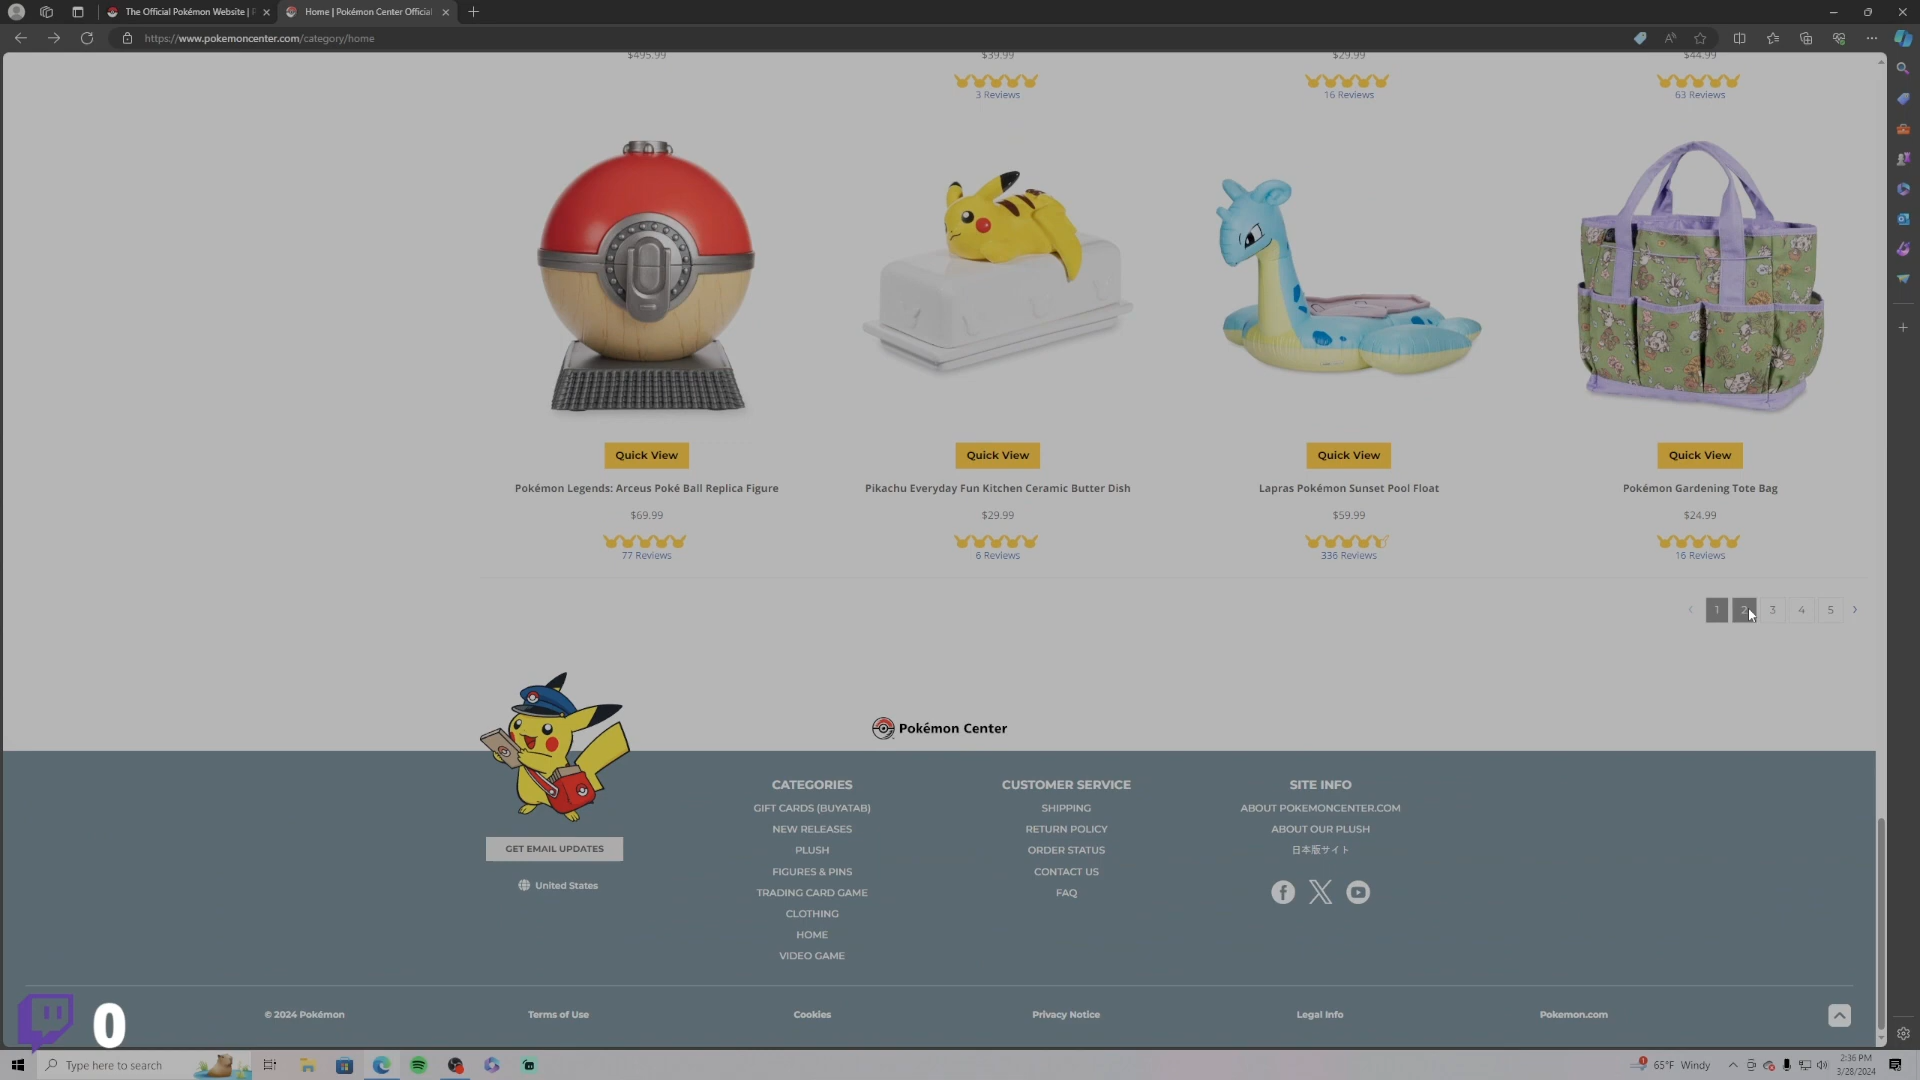 The Official Pokémon Website |
Home | Pokémon Center Official
https://www.pokemoncenter.com/category/home
$495.99
$39.99
$29.99
$44.99
3 Reviews
16 Reviews
63 Reviews
Quick View
Quick View
Quick View
Quick View
Pokémon Legends: Arceus Poké Ball Replica Figure
Pikachu Everyday Fun Kitchen Ceramic Butter Dish
Lapras Pokémon Sunset Pool Float
Pokémon Gardening Tote Bag
$69.99
$29.99
$59.99
$24.99
77 Reviews
6 Reviews
336 Reviews
16 Reviews
‹ 1 2 3 4 5 ›
Pokémon Center
GET EMAIL UPDATES
United States
CATEGORIES
GIFT CARDS (BUYATAB)
NEW RELEASES
PLUSH
FIGURES & PINS
TRADING CARD GAME
CLOTHING
HOME
VIDEO GAME
CUSTOMER SERVICE
SHIPPING
RETURN POLICY
ORDER STATUS
CONTACT US
FAQ
SITE INFO
ABOUT POKEMONCENTER.COM
ABOUT OUR PLUSH
日本版サイト
0
© 2024 Pokémon
Terms of Use
Cookies
Privacy Notice
Legal Info
Pokemon.com
Type here to search
65°F Windy
2:36 PM
3/28/2024